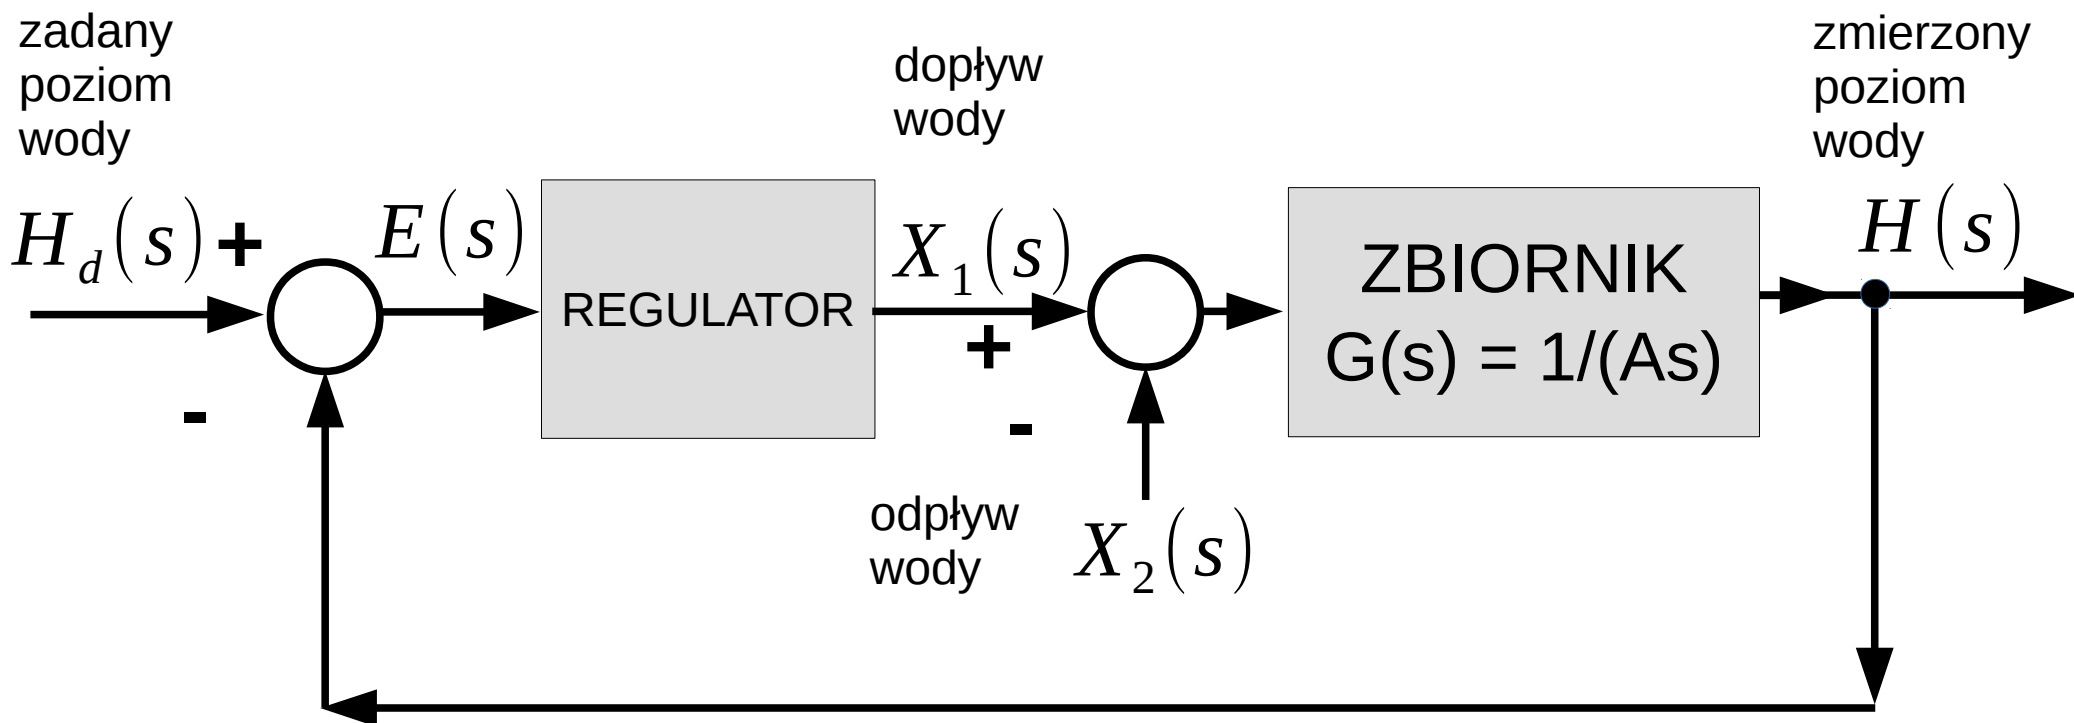 zadany
poziom
wody
dopływ
wody
zmierzony
poziom
wody
H_d(s) +
E(s)
X_1(s)
H(s)
REGULATOR
ZBIORNIK
G(s) = 1/(As)
+
-
-
odpływ
wody
X_2(s)